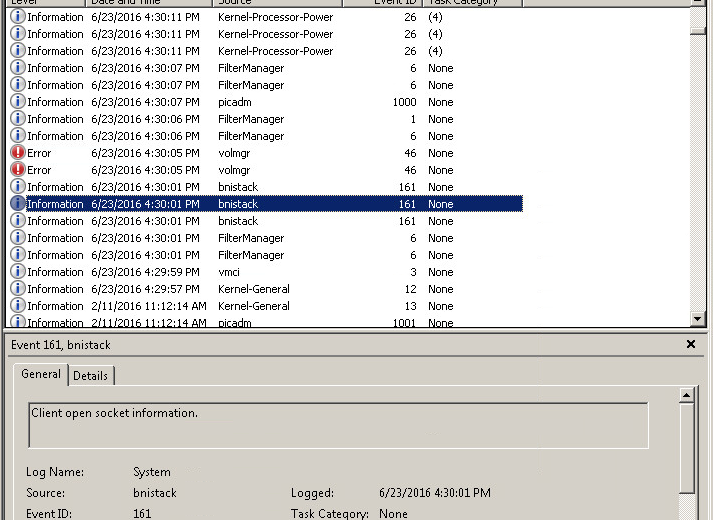 Level Date and Time Source Event ID Task Category
Information 6/23/2016 4:30:11 PM Kernel-Processor-Power 26 (4)
Information 6/23/2016 4:30:11 PM Kernel-Processor-Power 26 (4)
Information 6/23/2016 4:30:11 PM Kernel-Processor-Power 26 (4)
Information 6/23/2016 4:30:07 PM FilterManager 6 None
Information 6/23/2016 4:30:07 PM FilterManager 6 None
Information 6/23/2016 4:30:07 PM picadm 1000 None
Information 6/23/2016 4:30:06 PM FilterManager 1 None
Information 6/23/2016 4:30:06 PM FilterManager 6 None
Error 6/23/2016 4:30:05 PM volmgr 46 None
Error 6/23/2016 4:30:05 PM volmgr 46 None
Information 6/23/2016 4:30:01 PM bnistack 161 None
Information 6/23/2016 4:30:01 PM bnistack 161 None
Information 6/23/2016 4:30:01 PM bnistack 161 None
Information 6/23/2016 4:30:01 PM FilterManager 6 None
Information 6/23/2016 4:30:01 PM FilterManager 6 None
Information 6/23/2016 4:29:59 PM vmci 3 None
Information 6/23/2016 4:29:57 PM Kernel-General 12 None
Information 2/11/2016 11:12:14 AM Kernel-General 13 None
Information 2/11/2016 11:12:14 AM picadm 1001 None
Event 161, bnistack
General Details
Client open socket information.
Log Name: System
Source: bnistack Logged: 6/23/2016 4:30:01 PM
Event ID: 161 Task Category: None